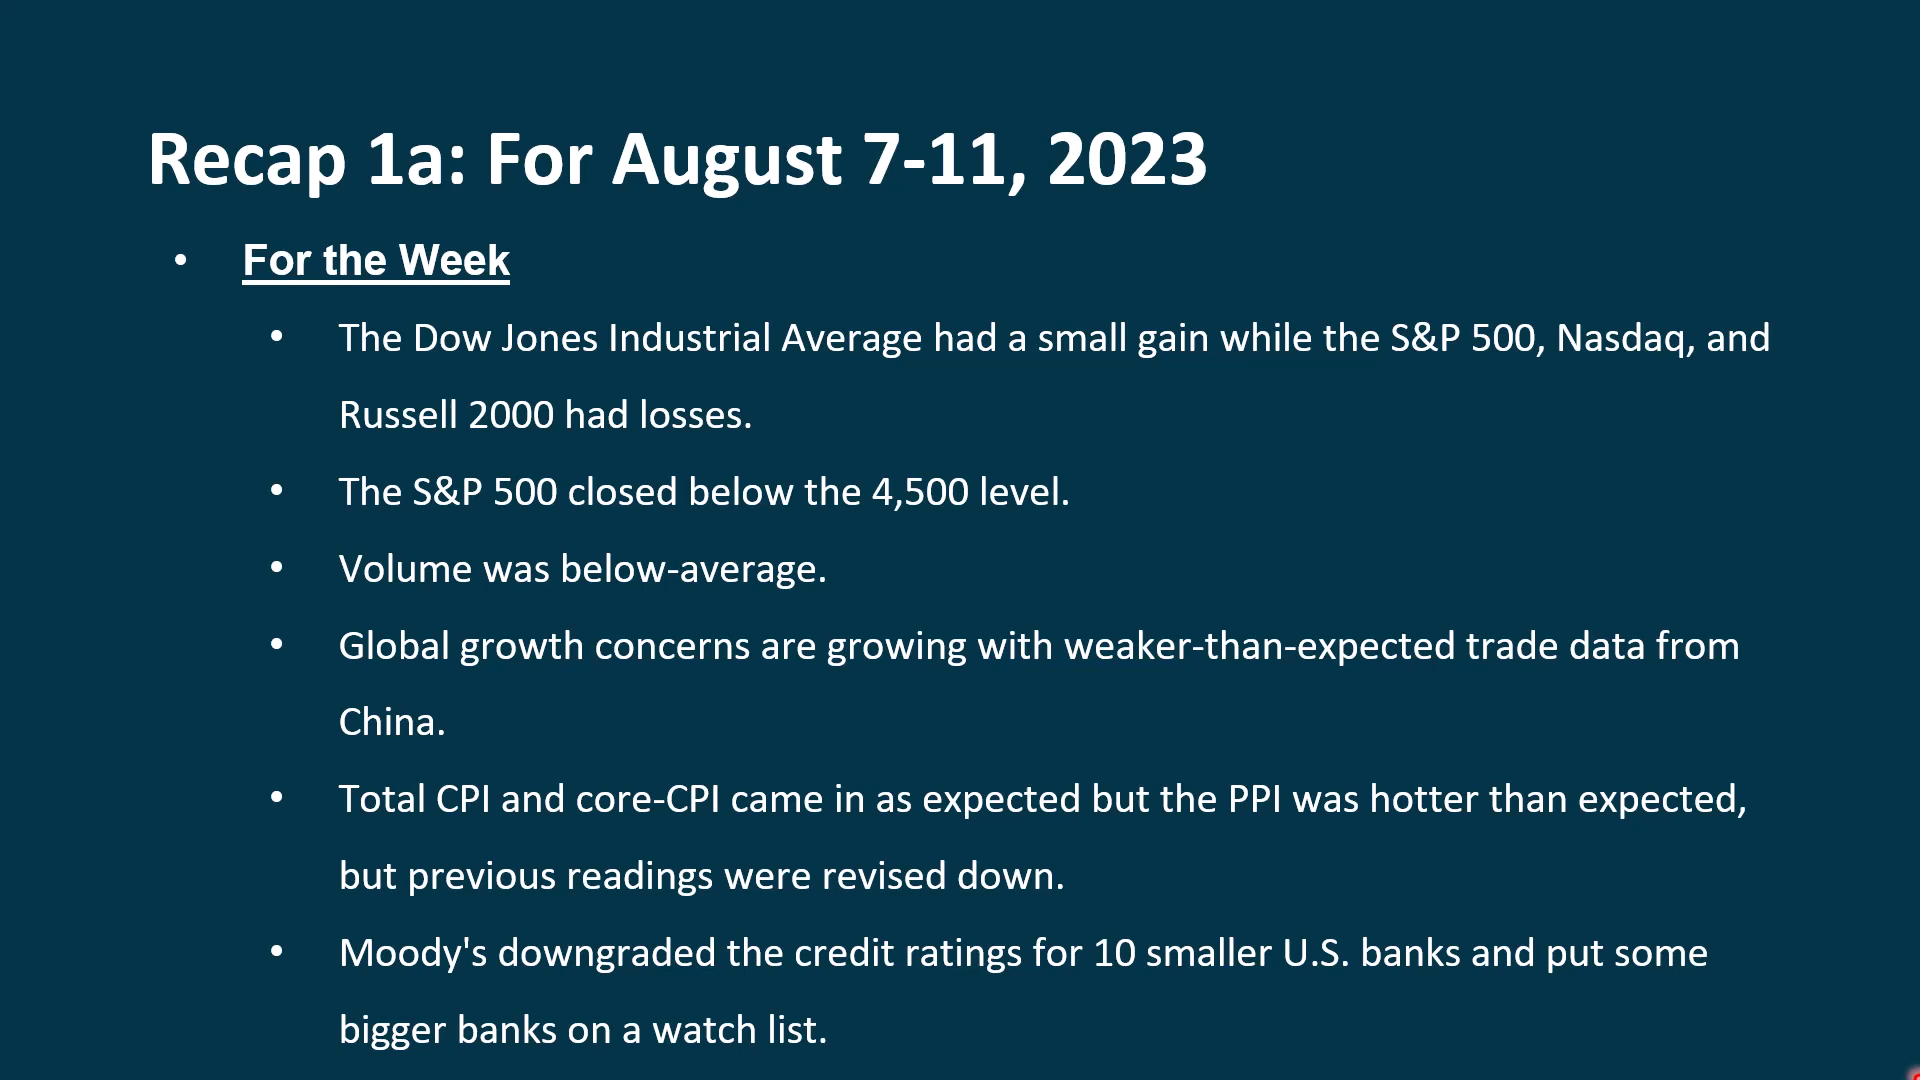 Recap 1a: For August 7-11, 2023
• For the Week
• The Dow Jones Industrial Average had a small gain while the S&P 500, Nasdaq, and
Russell 2000 had losses.
• The S&P 500 closed below the 4,500 level.
• Volume was below-average.
• Global growth concerns are growing with weaker-than-expected trade data from
China.
• Total CPI and core-CPI came in as expected but the PPI was hotter than expected,
but previous readings were revised down.
• Moody's downgraded the credit ratings for 10 smaller U.S. banks and put some
bigger banks on a watch list.